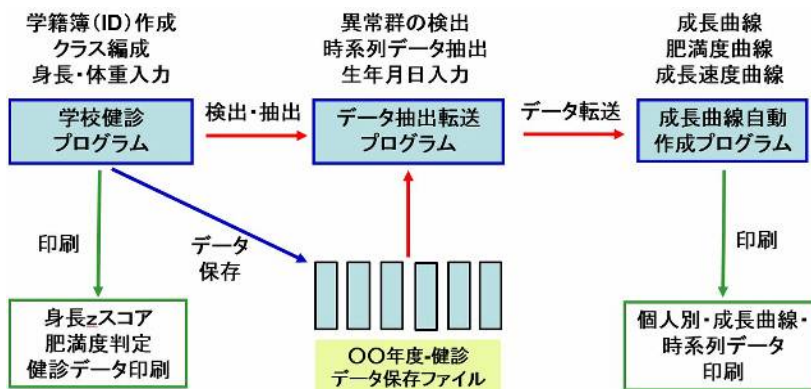 学籍簿(ID)作成
クラス編成
身長・体重入力
異常群の検出
時系列データ抽出
生年月日入力
成長曲線
肥満度曲線
成長速度曲線
学校健診
プログラム
検出・抽出
データ抽出転送
プログラム
データ転送
成長曲線自動
作成プログラム
印刷
データ
保存
印刷
身長zスコア
肥満度判定
健診データ印刷
〇〇年度-健診
データ保存ファイル
個人別・成長曲線・
時系列データ
印刷